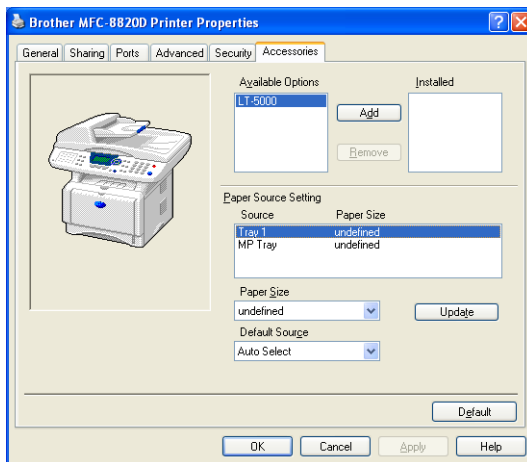 Brother MFC-8820D Printer Properties
General Sharing Ports Advanced Security Accessories
Available Options Installed
LT-5000
Add
Remove
Paper Source Setting
Source Paper Size
Tray 1 undefined
MP Tray undefined
Paper Size
undefined Update
Default Source
Auto Select
Default
OK Cancel Apply Help